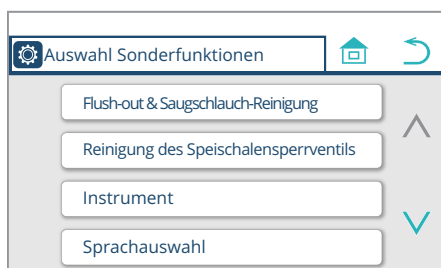 Auswahl Sonderfunktionen
Flush-out & Saugschlauch-Reinigung
Reinigung des Speischalensperrventils
Instrument
Sprachauswahl